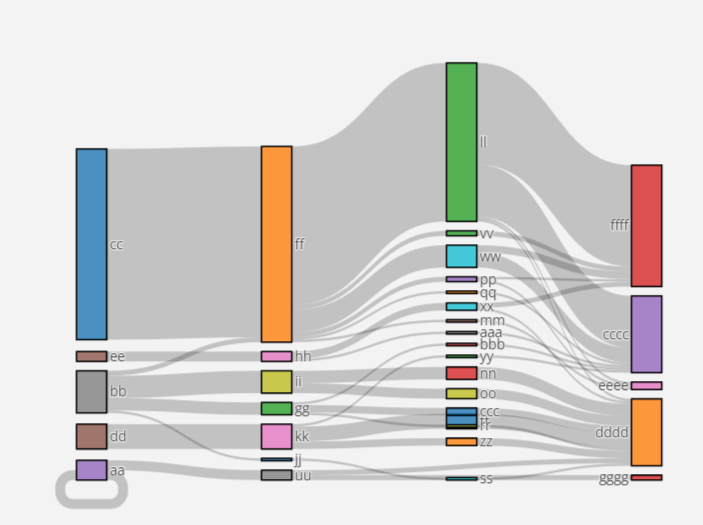 cc
ee
bb
dd
aa
ff
hh
ii
gg
kk
jj
uu
ll
vv
ww
pp
qq
xx
mm
aaa
bbb
yy
nn
oo
ccc
zz
ss
ffff
cccc
eeee
dddd
gggg